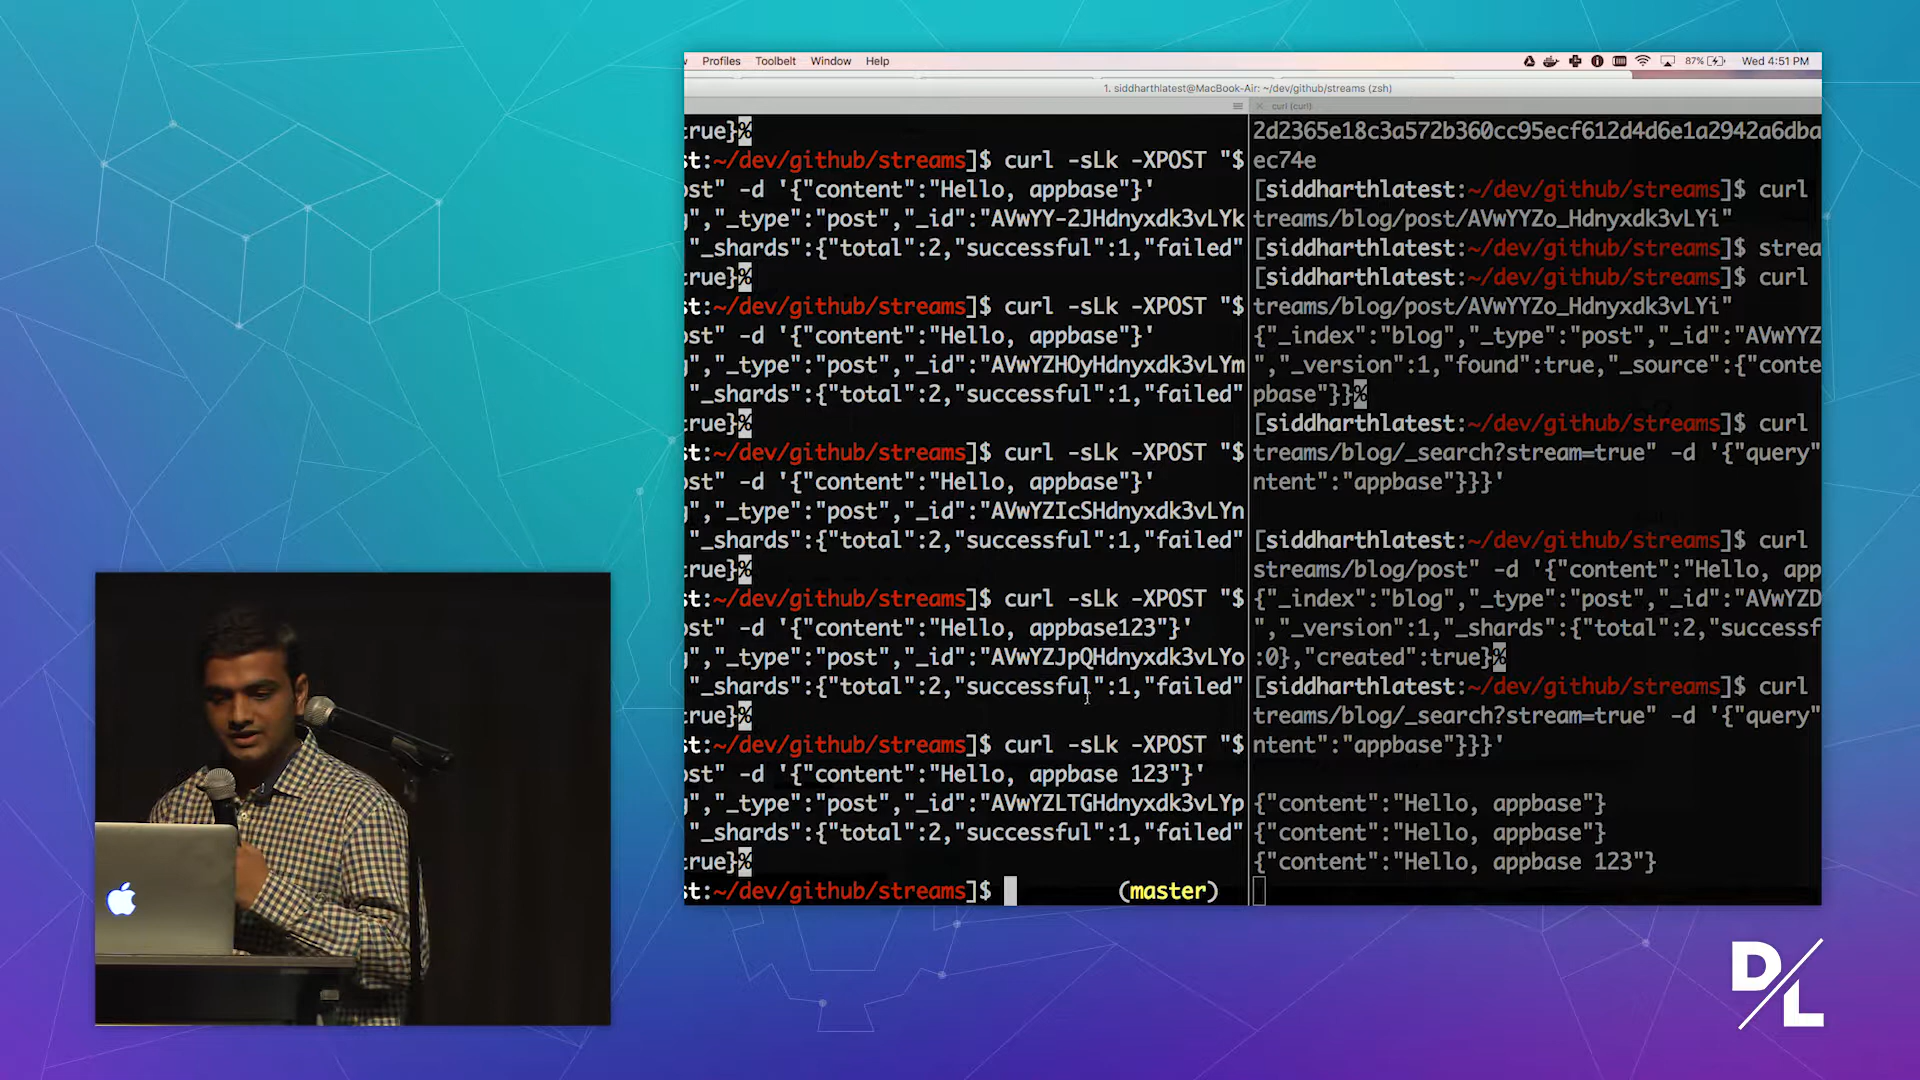 Profiles Toolbelt Window Help
87% Wed 4:51 PM
1. siddharthlatest@MacBook-Air: ~/dev/github/streams (zsh)
rue}%
st:~/dev/github/streams]$ curl -sLk -XPOST "$
ost" -d '{"content":"Hello, appbase"}'
g","_type":"post","_id":"AVwYY-2JHdnyxdk3vLYk
"_shards":{"total":2,"successful":1,"failed"
rue}%
st:~/dev/github/streams]$ curl -sLk -XPOST "$
ost" -d '{"content":"Hello, appbase"}'
g","_type":"post","_id":"AVwYZHOyHdnyxdk3vLYm
"_shards":{"total":2,"successful":1,"failed"
rue}%
st:~/dev/github/streams]$ curl -sLk -XPOST "$
ost" -d '{"content":"Hello, appbase"}'
g","_type":"post","_id":"AVwYZIcSHdnyxdk3vLYn
"_shards":{"total":2,"successful":1,"failed"
rue}%
st:~/dev/github/streams]$ curl -sLk -XPOST "$
ost" -d '{"content":"Hello, appbase123"}'
g","_type":"post","_id":"AVwYZJpQHdnyxdk3vLYo
"_shards":{"total":2,"successful":1,"failed"
rue}%
st:~/dev/github/streams]$ curl -sLk -XPOST "$
ost" -d '{"content":"Hello, appbase 123"}'
g","_type":"post","_id":"AVwYZLTGHdnyxdk3vLYp
"_shards":{"total":2,"successful":1,"failed"
rue}%
st:~/dev/github/streams]$ (master)
curl (curl)
2d2365e18c3a572b360cc95ecf612d4d6e1a2942a6dba
ec74e
[siddharthlatest:~/dev/github/streams]$ curl
treams/blog/post/AVwYYZo_Hdnyxdk3vLYi"
[siddharthlatest:~/dev/github/streams]$ strea
[siddharthlatest:~/dev/github/streams]$ curl
treams/blog/post/AVwYYZo_Hdnyxdk3vLYi"
{"_index":"blog","_type":"post","_id":"AVwYYZ
","_version":1,"found":true,"_source":{"conte
pbase"}}%
[siddharthlatest:~/dev/github/streams]$ curl
treams/blog/_search?stream=true" -d '{"query"
ntent":"appbase"}}}'
[siddharthlatest:~/dev/github/streams]$ curl
streams/blog/post" -d '{"content":"Hello, app
{"_index":"blog","_type":"post","_id":"AVwYZD
","_version":1,"_shards":{"total":2,"successf
:0},"created":true}%
[siddharthlatest:~/dev/github/streams]$ curl
treams/blog/_search?stream=true" -d '{"query"
ntent":"appbase"}}}'
{"content":"Hello, appbase"}
{"content":"Hello, appbase"}
{"content":"Hello, appbase 123"}
D/L